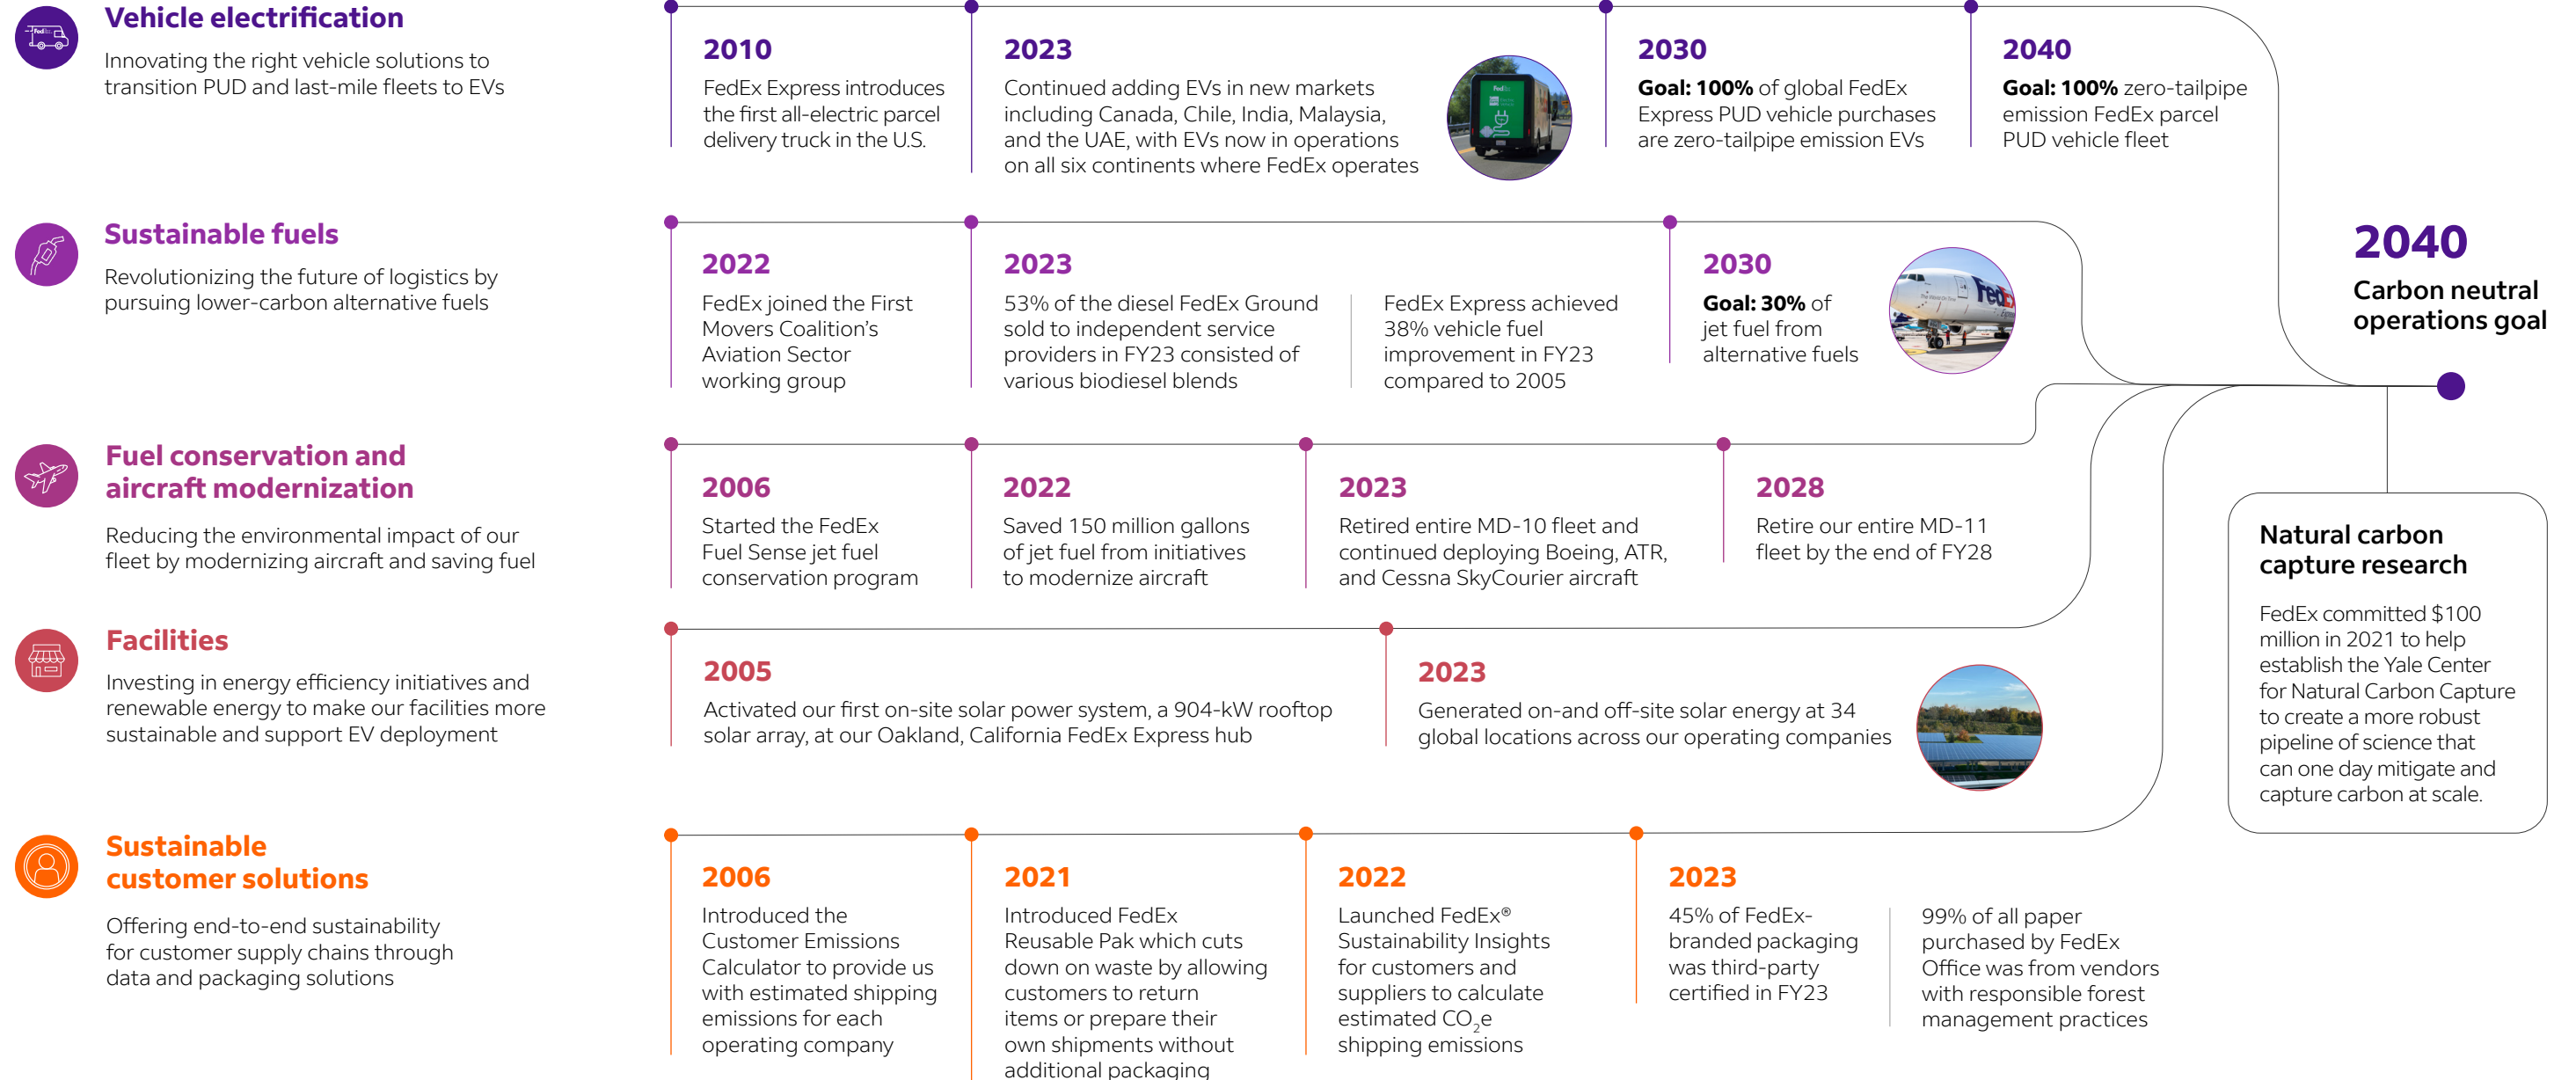 Vehicle electrification
Innovating the right vehicle solutions to
transition PUD and last-mile fleets to EVs
2010
FedEx Express introduces
the first all-electric parcel
delivery truck in the U.S.
2023
Continued adding EVs in new markets
including Canada, Chile, India, Malaysia,
and the UAE, with EVs now in operations
on all six continents where FedEx operates
2030
Goal: 100% of global FedEx
Express PUD vehicle purchases
are zero-tailpipe emission EVs
2040
Goal: 100% zero-tailpipe
emission FedEx parcel
PUD vehicle fleet
Sustainable fuels
Revolutionizing the future of logistics by
pursuing lower-carbon alternative fuels
2022
FedEx joined the First
Movers Coalition's
Aviation Sector
working group
2023
53% of the diesel FedEx Ground
sold to independent service
providers in FY23 consisted of
various biodiesel blends
FedEx Express achieved
38% vehicle fuel
improvement in FY23
compared to 2005
2030
Goal: 30% of
jet fuel from
alternative fuels
FedEx
2040
Carbon neutral
operations goal
Fuel conservation and
aircraft modernization
Reducing the environmental impact of our
fleet by modernizing aircraft and saving fuel
2006
Started the FedEx
Fuel Sense jet fuel
conservation program
2022
Saved 150 million gallons
of jet fuel from initiatives
to modernize aircraft
2023
Retired entire MD-10 fleet and
continued deploying Boeing, ATR,
and Cessna SkyCourier aircraft
2028
Retire our entire MD-11
fleet by the end of FY28
Natural carbon
capture research
FedEx committed $100
million in 2021 to help
establish the Yale Center
for Natural Carbon Capture
to create a more robust
pipeline of science that
can one day mitigate and
capture carbon at scale.
Facilities
Investing in energy efficiency initiatives and
renewable energy to make our facilities more
sustainable and support EV deployment
2005
Activated our first on-site solar power system, a 904-kW rooftop
solar array, at our Oakland, California FedEx Express hub
2023
Generated on-and off-site solar energy at 34
global locations across our operating companies
Sustainable
customer solutions
Offering end-to-end sustainability
for customer supply chains through
data and packaging solutions
2006
Introduced the
Customer Emissions
Calculator to provide us
with estimated shipping
emissions for each
operating company
2021
Introduced FedEx
Reusable Pak which cuts
down on waste by allowing
customers to return
items or prepare their
own shipments without
additional packaging
2022
Launched FedEx®
Sustainability Insights
for customers and
suppliers to calculate
estimated CO₂e
shipping emissions
2023
45% of FedEx-
branded packaging
was third-party
certified in FY23
99% of all paper
purchased by FedEx
Office was from vendors
with responsible forest
management practices